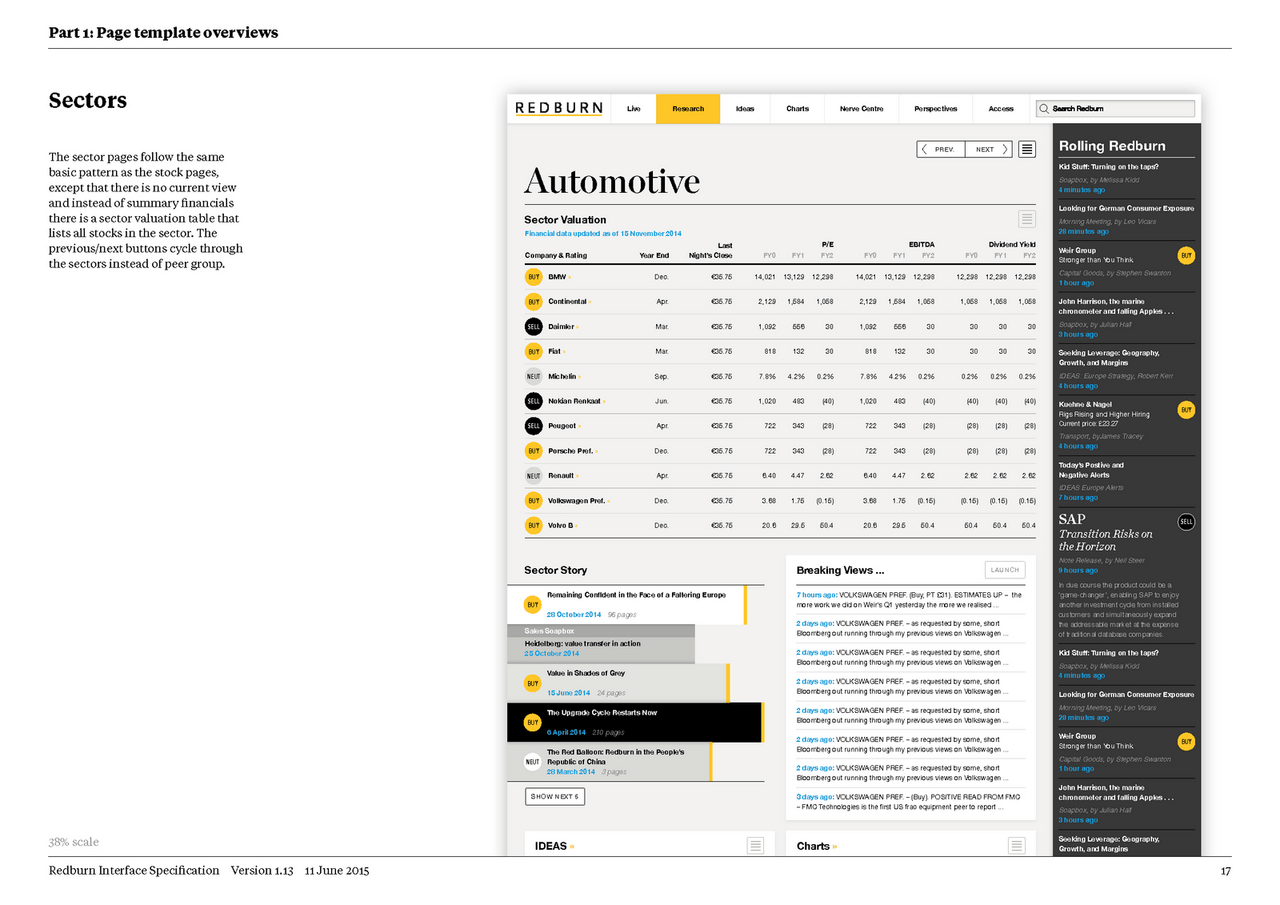 Part 1: Page template overviews
Sectors
The sector pages follow the same
basic pattern as the stock pages,
except that there is no current view
and instead of summary financials
there is a sector valuation table that
lists all stocks in the sector. The
previous/next buttons cycle through
the sectors instead of peer group.
REDBURN Live Research Ideas Charts Nerve Centre Perspectives Access Search Redburn
PREV. NEXT
Automotive
Sector Valuation
Financial data updated as of 15 November 2014
Last P/E EBITDA Dividend Yield
Company & Rating Year End Night's Close FY0 FY1 FY2 FY0 FY1 FY2 FY0 FY1 FY2
BUY BMW » Dec. €35.75 14,021 13,129 12,298 14,021 13,129 12,298 12,298 12,298 12,298
BUY Continental » Apr. €35.75 2,129 1,584 1,058 2,129 1,584 1,058 1,058 1,058 1,058
SELL Daimler » Mar. €35.75 1,092 556 30 1,092 556 30 30 30 30
BUY Fiat » Mar. €35.75 818 132 30 818 132 30 30 30 30
NEUT Michelin » Sep. €35.75 7.8% 4.2% 0.2% 7.8% 4.2% 0.2% 0.2% 0.2% 0.2%
SELL Nokian Renkaat » Jun. €35.75 1,020 483 (40) 1,020 483 (40) (40) (40) (40)
SELL Peugeot » Apr. €35.75 722 343 (28) 722 343 (28) (28) (28) (28)
BUY Porsche Pref. » Dec. €35.75 722 343 (28) 722 343 (28) (28) (28) (28)
NEUT Renault » Apr. €35.75 6.40 4.47 2.62 6.40 4.47 2.62 2.62 2.62 2.62
BUY Volkswagen Pref. » Dec. €35.75 3.68 1.75 (0.15) 3.68 1.75 (0.15) (0.15) (0.15) (0.15)
BUY Volvo B » Dec. €35.75 20.6 29.5 50.4 20.6 29.5 50.4 50.4 50.4 50.4
Sector Story
BUY Remaining Confident in the Face of a Faltering Europe
28 October 2014 96 pages
Sales Soapbox
Heidelberg: value transfer in action
25 October 2014
BUY Value in Shades of Grey
15 June 2014 24 pages
BUY The Upgrade Cycle Restarts Now
6 April 2014 210 pages
NEUT The Red Balloon: Redburn in the People's
Republic of China
28 March 2014 3 pages
SHOW NEXT 5
Breaking Views ... LAUNCH
7 hours ago: VOLKSWAGEN PREF. (Buy, PT £31). ESTIMATES UP – the
more work we did on Weir's Q1 yesterday the more we realised ...
2 days ago: VOLKSWAGEN PREF. – as requested by some, short
Bloomberg out running through my previous views on Volkswagen ...
2 days ago: VOLKSWAGEN PREF. – as requested by some, short
Bloomberg out running through my previous views on Volkswagen ...
2 days ago: VOLKSWAGEN PREF. – as requested by some, short
Bloomberg out running through my previous views on Volkswagen ...
2 days ago: VOLKSWAGEN PREF. – as requested by some, short
Bloomberg out running through my previous views on Volkswagen ...
2 days ago: VOLKSWAGEN PREF. – as requested by some, short
Bloomberg out running through my previous views on Volkswagen ...
2 days ago: VOLKSWAGEN PREF. – as requested by some, short
Bloomberg out running through my previous views on Volkswagen ...
3 days ago: VOLKSWAGEN PREF. – (Buy). POSITIVE READ FROM FMC
– FMC Technologies is the first US frac equipment peer to report ...
IDEAS »
Charts »
Rolling Redburn
Kid Stuff: Turning on the taps?
Soapbox, by Melissa Kidd
4 minutes ago
Looking for German Consumer Exposure
Morning Meeting, by Leo Vicars
28 minutes ago
Weir Group BUY
Stronger than You Think
Capital Goods, by Stephen Swanton
1 hour ago
John Harrison, the marine
chronometer and falling Apples . . .
Soapbox, by Julian Hall
3 hours ago
Seeking Leverage: Geography,
Growth, and Margins
IDEAS: Europe Strategy, Robert Kerr
4 hours ago
Kuehne & Nagel BUY
Rigs Rising and Higher Hiring
Current price: £23.27
Transport, byJames Tracey
4 hours ago
Today's Postive and
Negative Alerts
IDEAS Europe Alerts
7 hours ago
SAP SELL
Transition Risks on
the Horizon
Note Release, by Neil Steer
9 hours ago
In due course the product could be a
'game-changer', enabling SAP to enjoy
another investment cycle from installed
customers and simultaneously expand
the addressable market at the expense
of traditional database companies.
Kid Stuff: Turning on the taps?
Soapbox, by Melissa Kidd
4 minutes ago
Looking for German Consumer Exposure
Morning Meeting, by Leo Vicars
28 minutes ago
Weir Group BUY
Stronger than You Think
Capital Goods, by Stephen Swanton
1 hour ago
John Harrison, the marine
chronometer and falling Apples . . .
Soapbox, by Julian Hall
3 hours ago
Seeking Leverage: Geography,
Growth, and Margins
38% scale
Redburn Interface Specification Version 1.13 11 June 2015 17